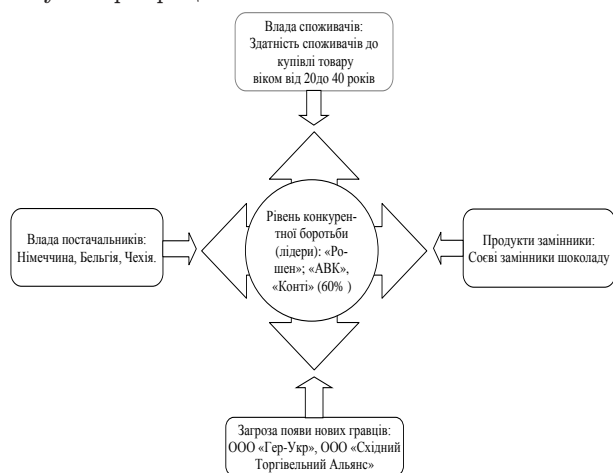 Влада споживачів:
Здатність споживачів до
купівлі товару
віком від 20до 40 років
Влада постачальників:
Німеччина, Бельгія, Чехія.
Рівень конкурен-
тної боротьби
(лідери): «Ро-
шен»; «АВК»,
«Конті» (60% )
Продукти замінники:
Соєві замінники шоколаду
Загроза появи нових гравців:
ООО «Гер-Укр», ООО «Східний
Торгівельний Альянс»